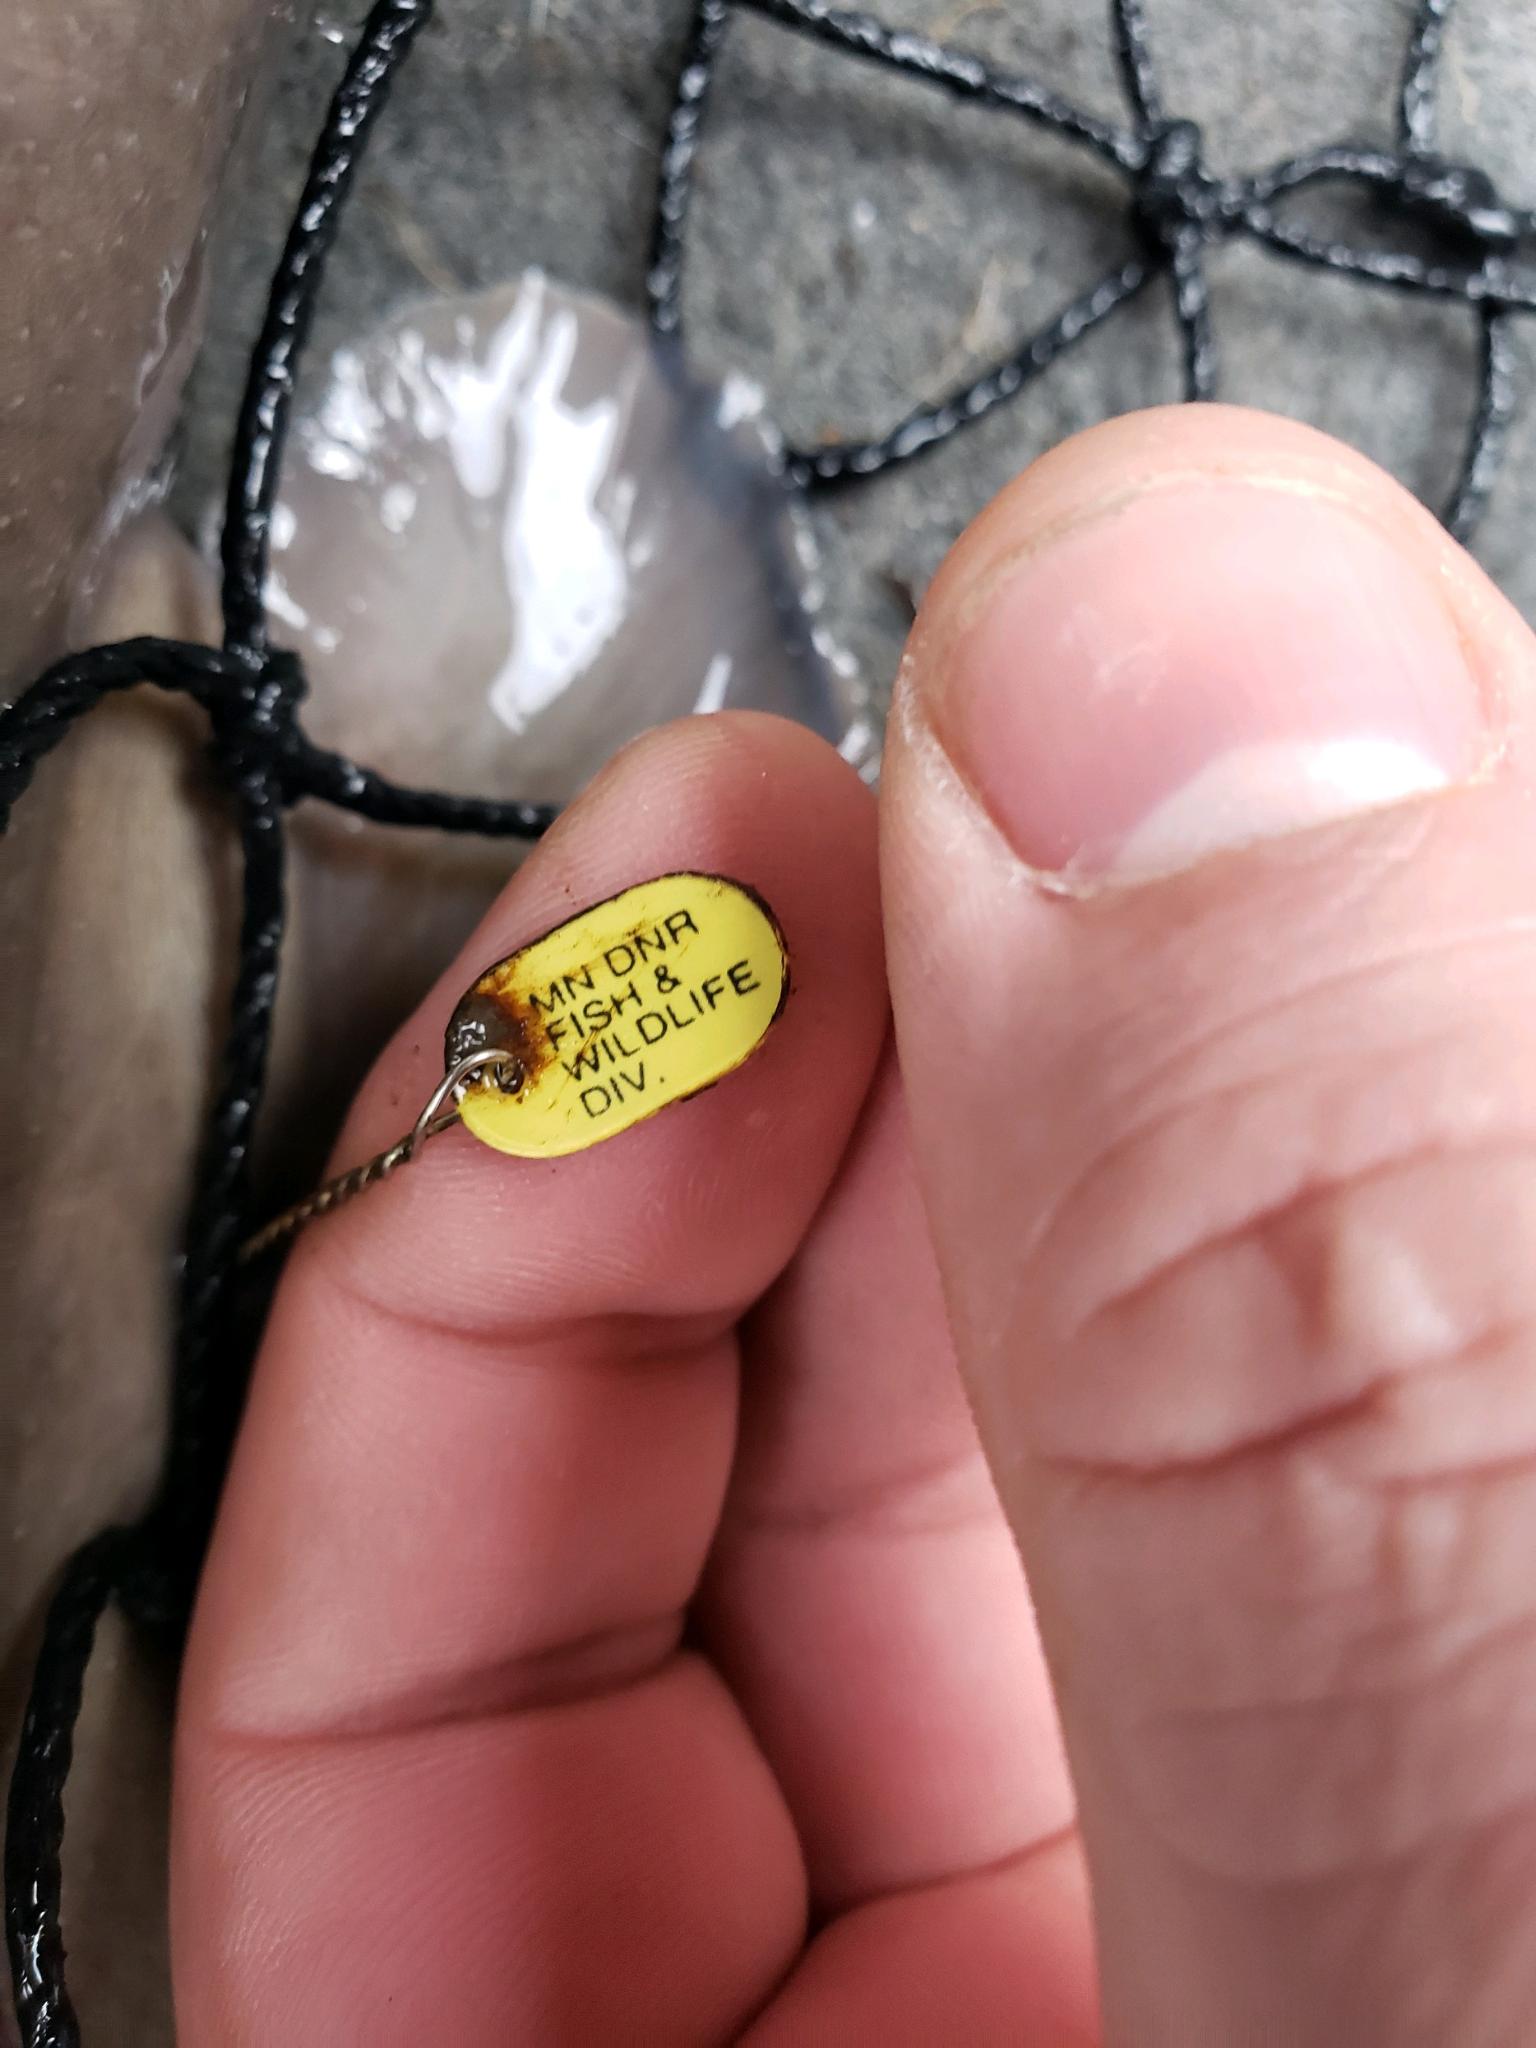 MN DNR
FISH &
WILDLIFE
DIV.